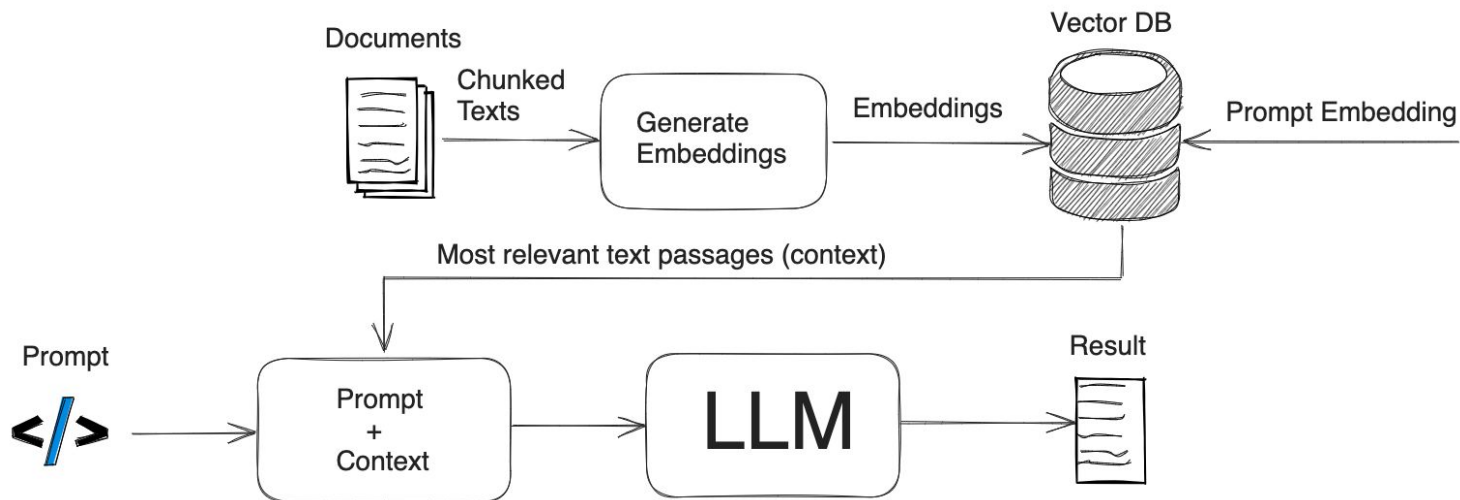 Documents
Vector DB
Chunked
Texts
Generate
Embeddings
Embeddings
Prompt Embedding
Most relevant text passages (context)
Prompt
</>
Prompt
+
Context
LLM
Result